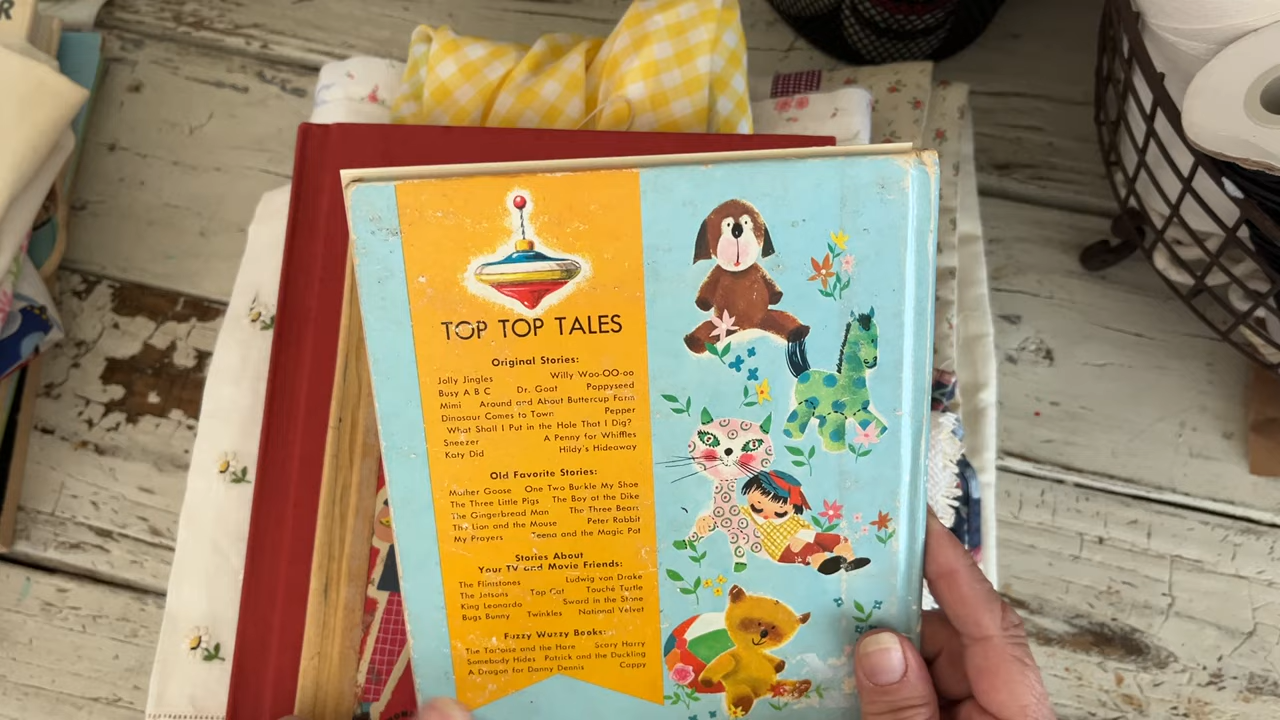 R
TOP TOP TALES
Original Stories:
Jolly Jingles Willy Woo-OO-oo
Busy A B C Dr. Goat Poppyseed
Mimi Around and About Buttercup Farm
Dinosaur Comes to Town Pepper
What Shall I Put in the Hole That I Dig?
Sneezer A Penny for Whiffles
Katy Did Hildy's Hideaway
Old Favorite Stories:
Mother Goose One Two Buckle My Shoe
The Three Little Pigs The Boy at the Dike
The Gingerbread Man The Three Bears
The Lion and the Mouse Peter Rabbit
My Prayers Teena and the Magic Pot
Stories About
Your TV and Movie Friends:
The Flintstones Ludwig von Drake
The Jetsons Top Cat Touché Turtle
King Leonardo Sword in the Stone
Bugs Bunny Twinkles National Velvet
Fuzzy Wuzzy Books:
The Tortoise and the Hare Scary Harry
Somebody Hides Patrick and the Duckling
A Dragon for Danny Dennis Cappy